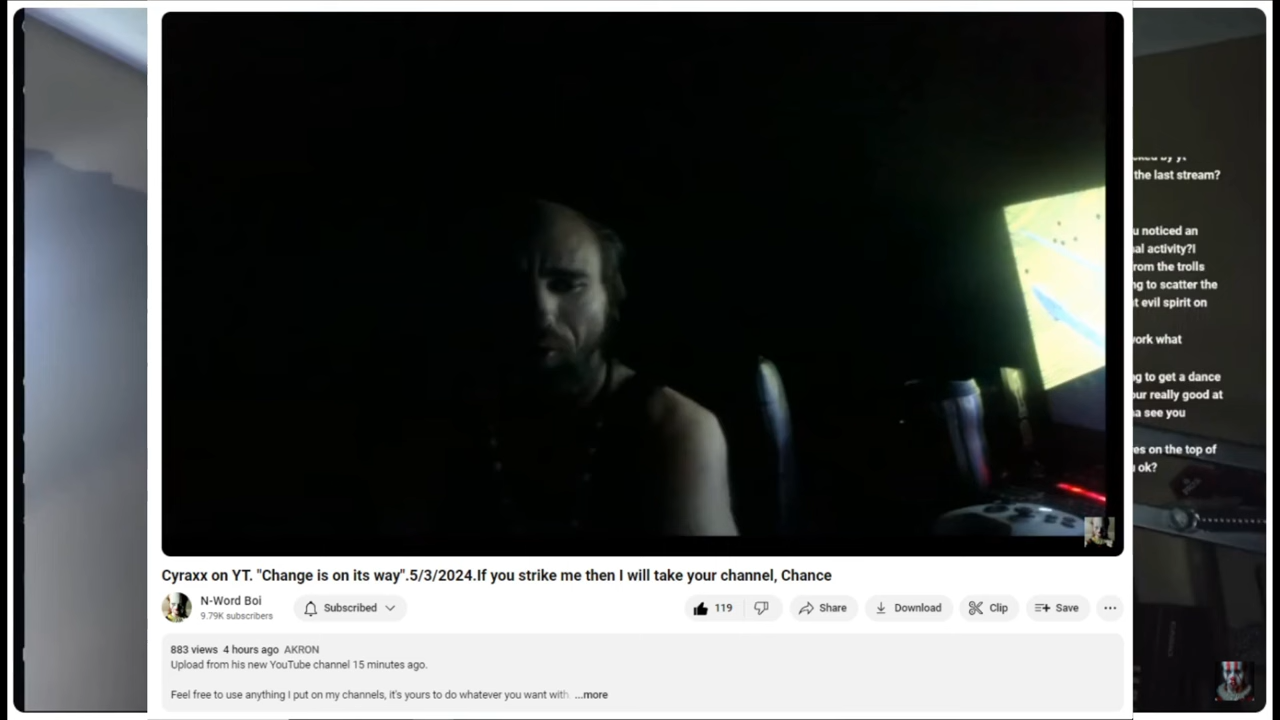 Cyraxx on YT. "Change is on its way".5/3/2024.If you strike me then I will take your channel, Chance
N-Word Boi
9.79K subscribers
Subscribed
119
Share
Download
Clip
Save
883 views 4 hours ago AKRON
Upload from his new YouTube channel 15 minutes ago.
Feel free to use anything I put on my channels, it's yours to do whatever you want with ...more
the last stream?
noticed an
activity?I
rom the trolls
to scatter the
evil spirit on
what
to get a dance
really good at
see you
on the top of
ok?